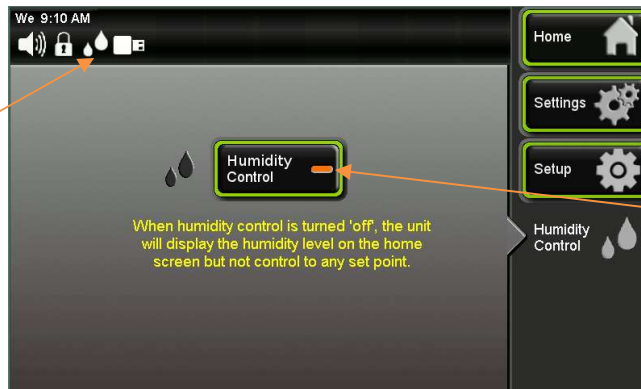 We 9:10 AM
Home
Settings
Setup
Humidity
Control
Humidity
Control
When humidity control is turned 'off', the unit
will display the humidity level on the home
screen but not control to any set point.